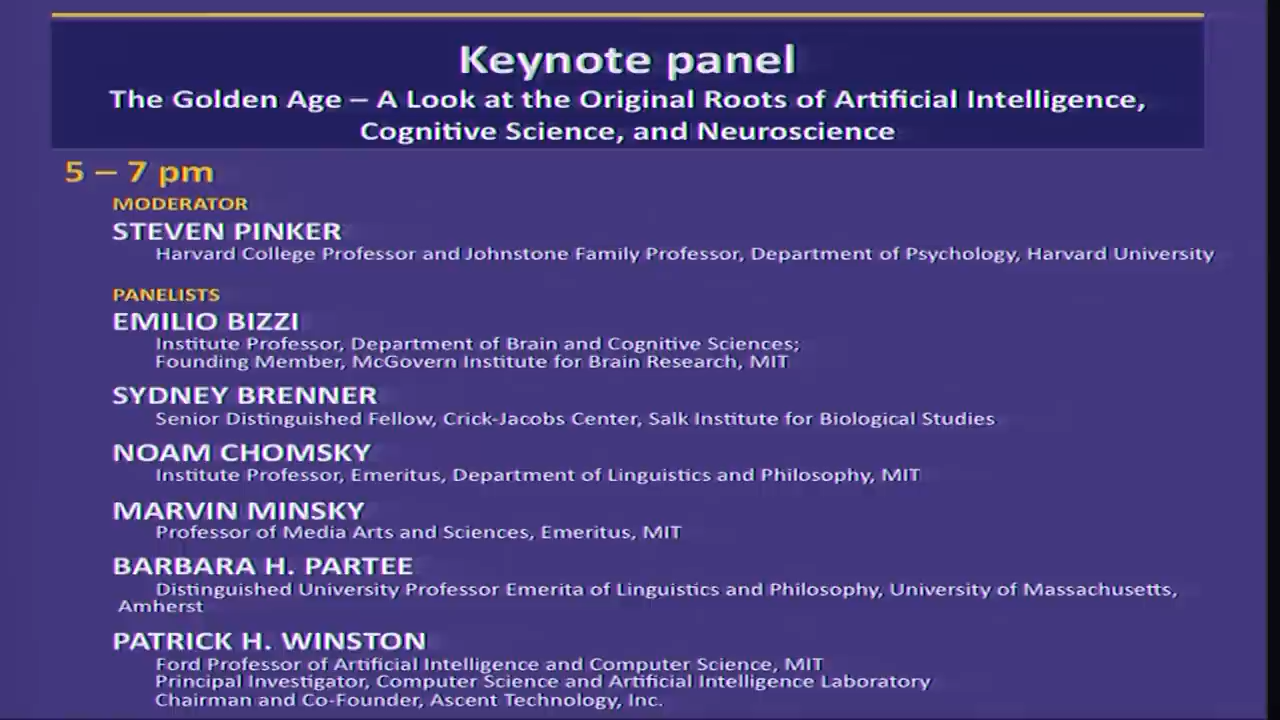 Keynote panel
The Golden Age – A Look at the Original Roots of Artificial Intelligence,
Cognitive Science, and Neuroscience
5 – 7 pm
MODERATOR
STEVEN PINKER
Harvard College Professor and Johnstone Family Professor, Department of Psychology, Harvard University
PANELISTS
EMILIO BIZZI
Institute Professor, Department of Brain and Cognitive Sciences;
Founding Member, McGovern Institute for Brain Research, MIT
SYDNEY BRENNER
Senior Distinguished Fellow, Crick-Jacobs Center, Salk Institute for Biological Studies
NOAM CHOMSKY
Institute Professor, Emeritus, Department of Linguistics and Philosophy, MIT
MARVIN MINSKY
Professor of Media Arts and Sciences, Emeritus, MIT
BARBARA H. PARTEE
Distinguished University Professor Emerita of Linguistics and Philosophy, University of Massachusetts,
Amherst
PATRICK H. WINSTON
Ford Professor of Artificial Intelligence and Computer Science, MIT
Principal Investigator, Computer Science and Artificial Intelligence Laboratory
Chairman and Co-Founder, Ascent Technology, Inc.